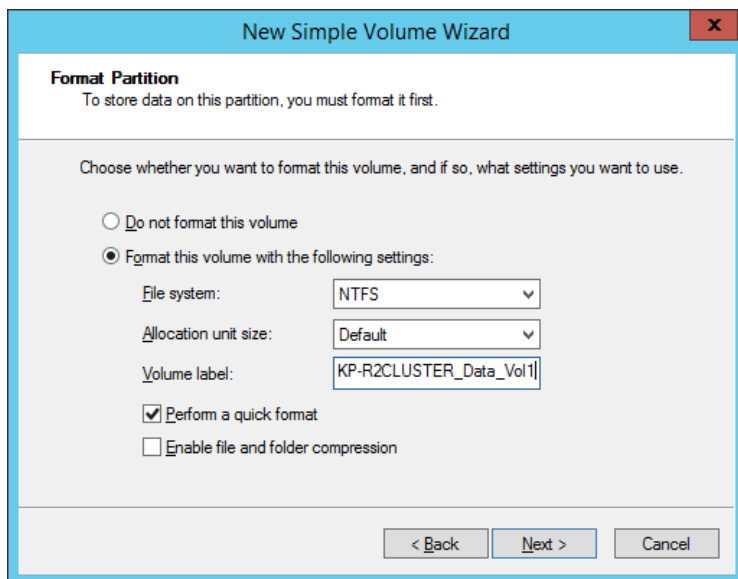 New Simple Volume Wizard
x
Format Partition
To store data on this partition, you must format it first.
Choose whether you want to format this volume, and if so, what settings you want to use.
Do not format this volume
Format this volume with the following settings:
File system: NTFS
Allocation unit size: Default
Volume label: KP-R2CLUSTER_Data_Vol1
Perform a quick format
Enable file and folder compression
< Back Next > Cancel